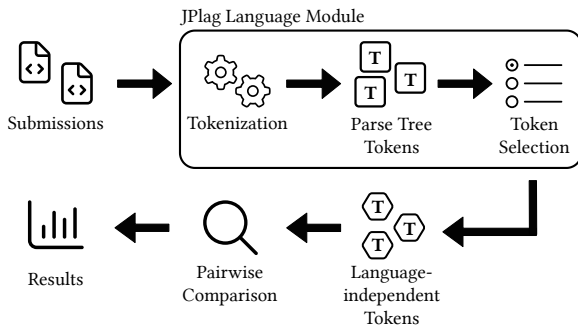 JPlag Language Module
T
T
T
Submissions
Tokenization
Parse Tree
Tokens
Token
Selection
T
T
T
Results
Pairwise
Comparison
Language-
independent
Tokens